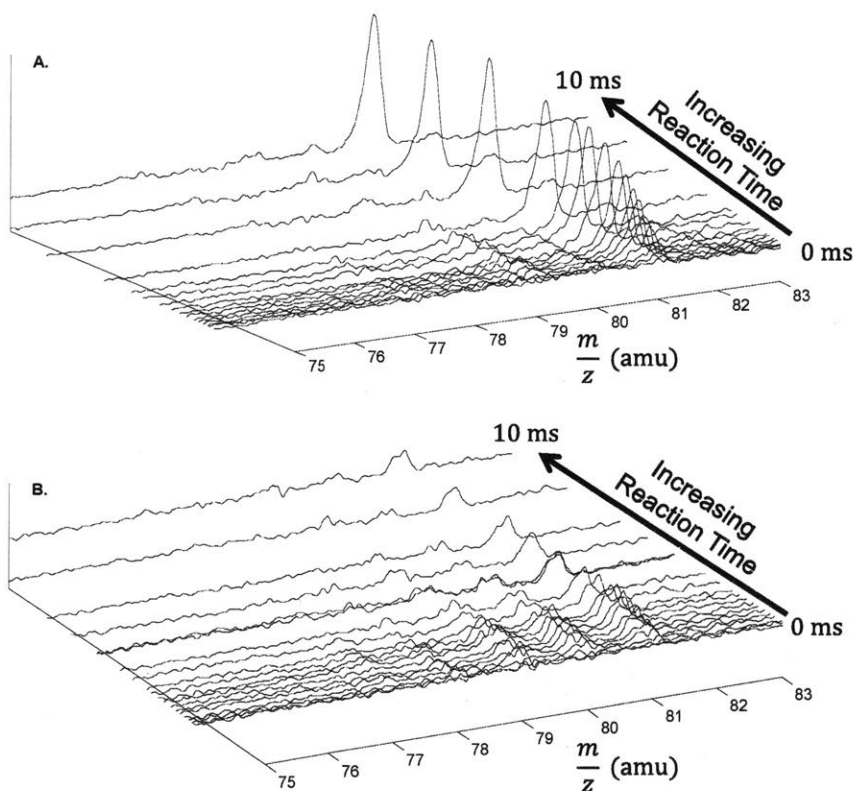 A.
10 ms
Increasing
Reaction Time
0 ms
75 76 77 78 79 80 81 82 83
m/z (amu)
B.
10 ms
Increasing
Reaction Time
0 ms
75 76 77 78 79 80 81 82 83
m/z (amu)